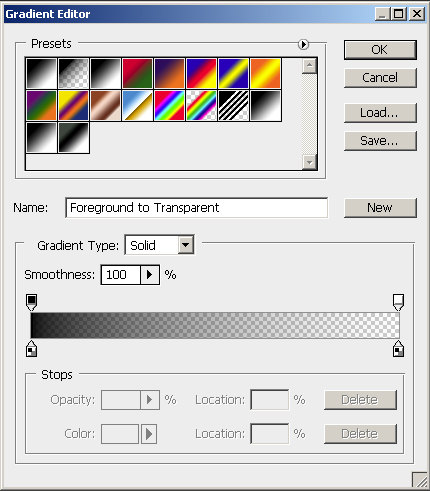 Gradient Editor
Presets
OK
Cancel
Load...
Save...
Name: Foreground to Transparent New
Gradient Type: Solid
Smoothness: 100 %
Stops
Opacity: % Location: % Delete
Color: Location: % Delete